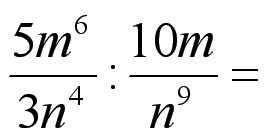 5m⁶/3n⁴ : 10m/n⁹ =